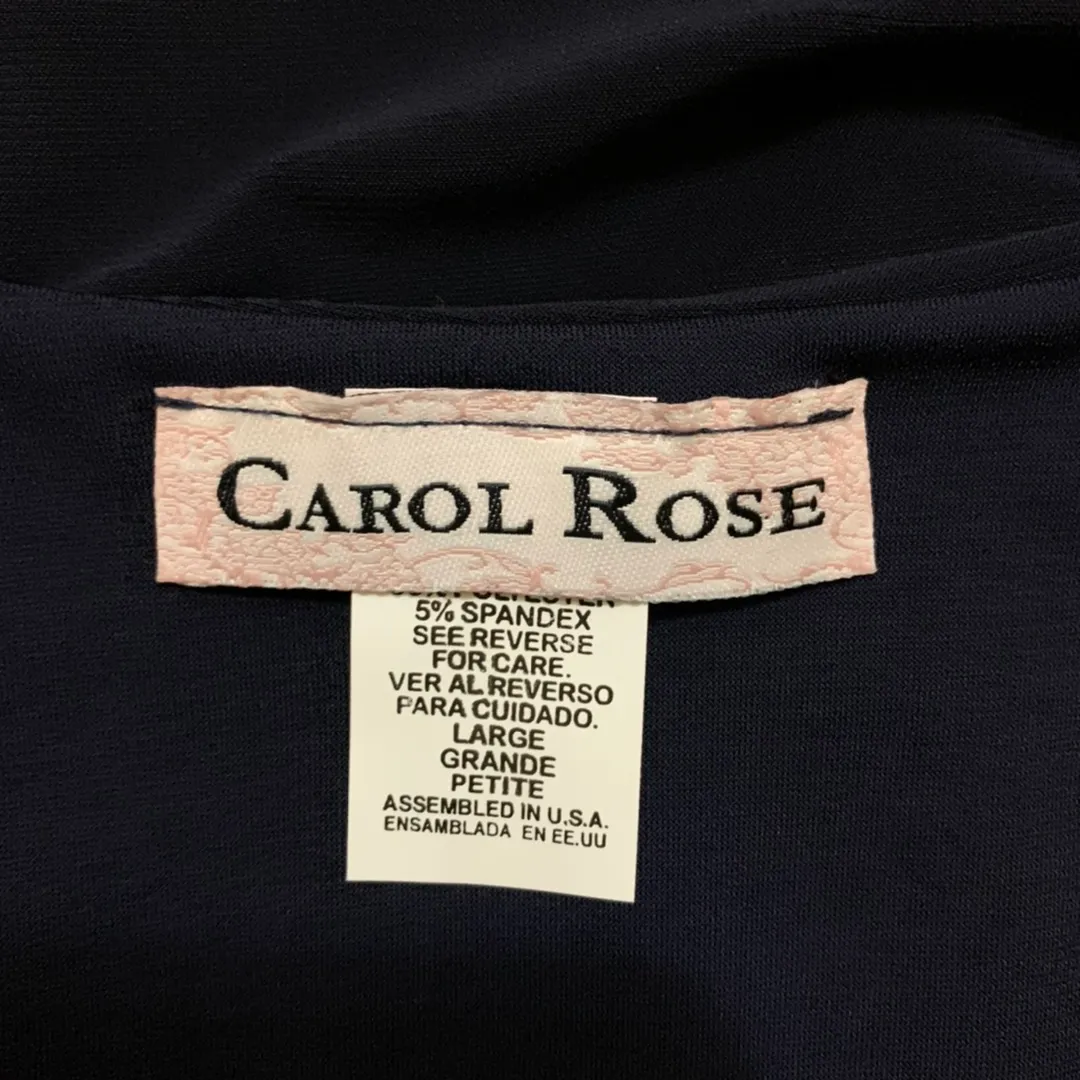 CAROL ROSE
POLYESTER
5% SPANDEX
SEE REVERSE
FOR CARE.
VER AL REVERSO
PARA CUIDADO.
LARGE
GRANDE
PETITE
ASSEMBLED IN U.S.A.
ENSAMBLADA EN EE.UU